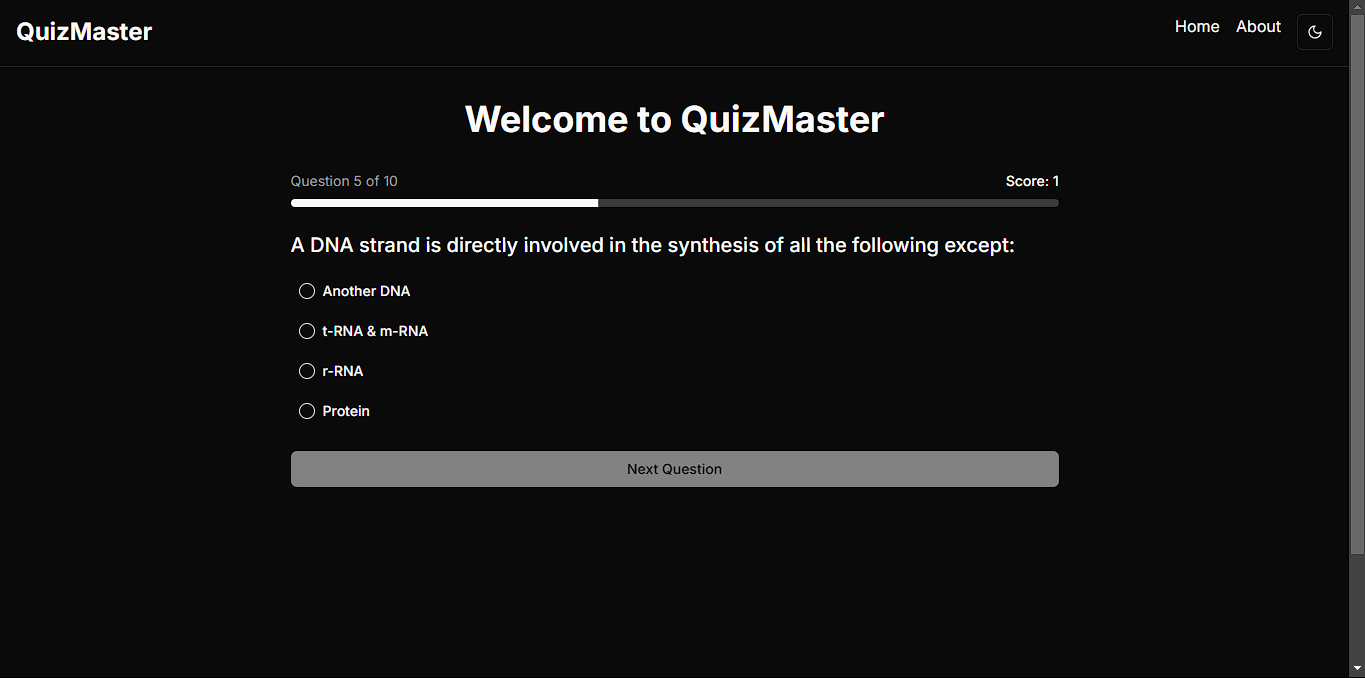 QuizMaster
Home About
Welcome to QuizMaster
Question 5 of 10
Score: 1
A DNA strand is directly involved in the synthesis of all the following except:
Another DNA
t-RNA & m-RNA
r-RNA
Protein
Next Question